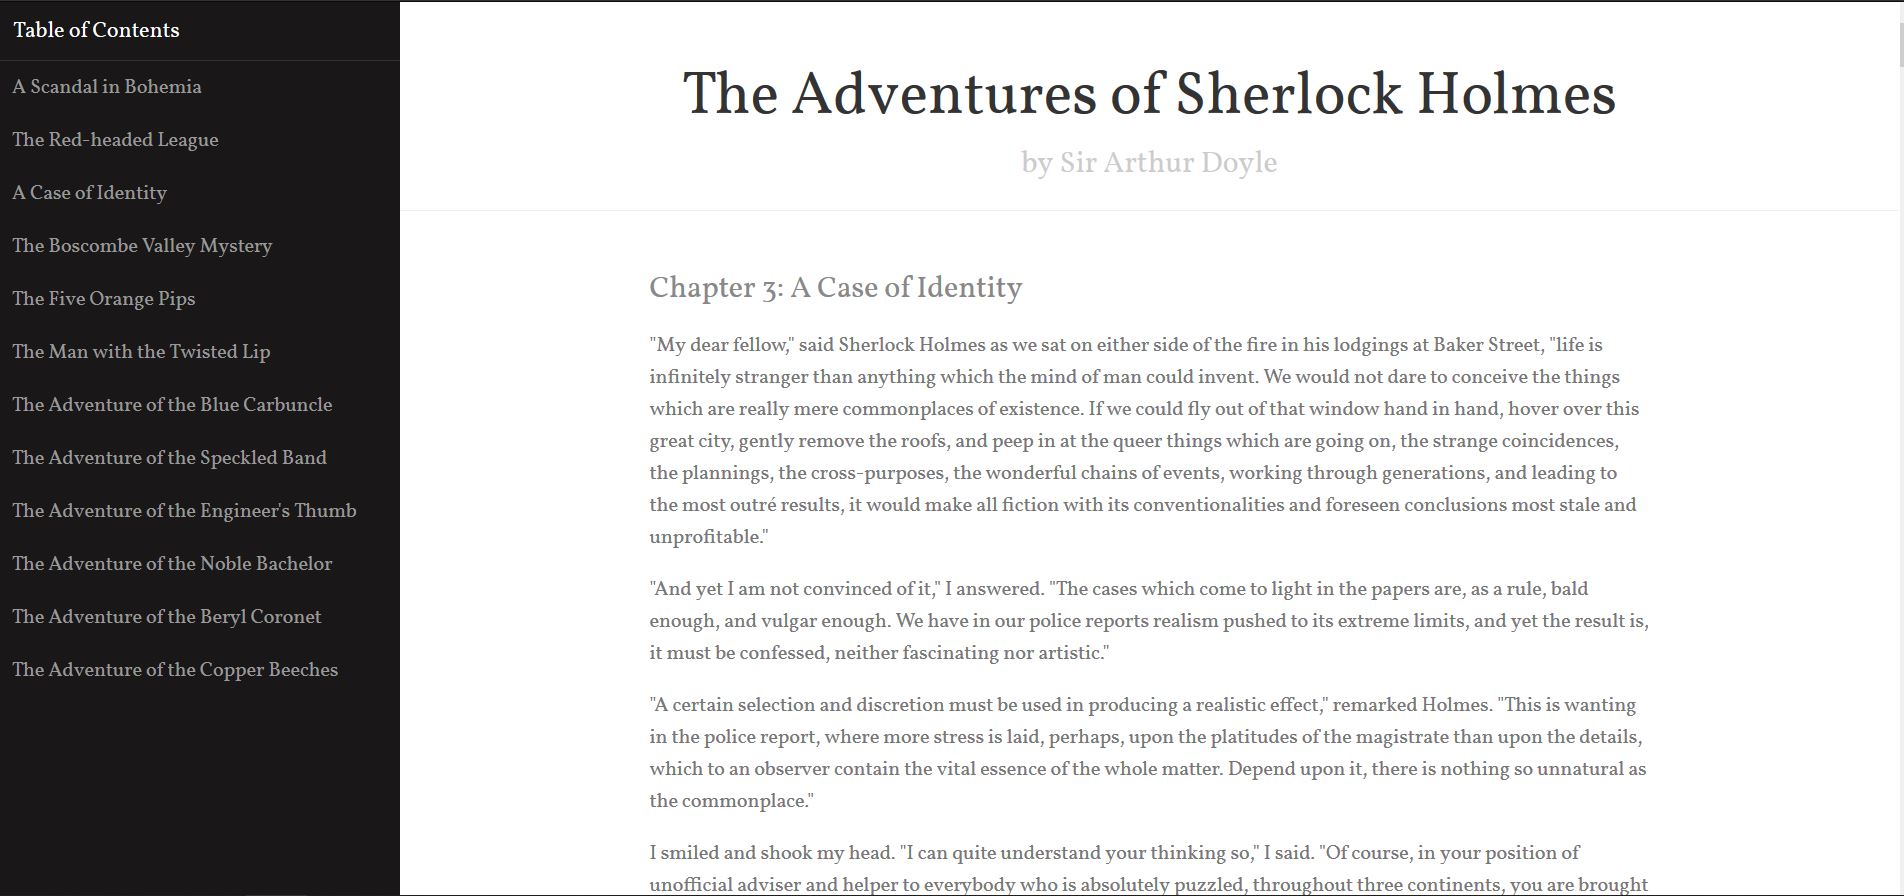 Table of Contents
A Scandal in Bohemia
The Red-headed League
A Case of Identity
The Boscombe Valley Mystery
The Five Orange Pips
The Man with the Twisted Lip
The Adventure of the Blue Carbuncle
The Adventure of the Speckled Band
The Adventure of the Engineer's Thumb
The Adventure of the Noble Bachelor
The Adventure of the Beryl Coronet
The Adventure of the Copper Beeches
The Adventures of Sherlock Holmes
by Sir Arthur Doyle
Chapter 3: A Case of Identity
"My dear fellow," said Sherlock Holmes as we sat on either side of the fire in his lodgings at Baker Street, "life is
infinitely stranger than anything which the mind of man could invent. We would not dare to conceive the things
which are really mere commonplaces of existence. If we could fly out of that window hand in hand, hover over this
great city, gently remove the roofs, and peep in at the queer things which are going on, the strange coincidences,
the plannings, the cross-purposes, the wonderful chains of events, working through generations, and leading to
the most outré results, it would make all fiction with its conventionalities and foreseen conclusions most stale and
unprofitable."
"And yet I am not convinced of it," I answered. "The cases which come to light in the papers are, as a rule, bald
enough, and vulgar enough. We have in our police reports realism pushed to its extreme limits, and yet the result is,
it must be confessed, neither fascinating nor artistic."
"A certain selection and discretion must be used in producing a realistic effect," remarked Holmes. "This is wanting
in the police report, where more stress is laid, perhaps, upon the platitudes of the magistrate than upon the details,
which to an observer contain the vital essence of the whole matter. Depend upon it, there is nothing so unnatural as
the commonplace."
I smiled and shook my head. "I can quite understand your thinking so," I said. "Of course, in your position of
unofficial adviser and helper to everybody who is absolutely puzzled, throughout three continents, you are brought